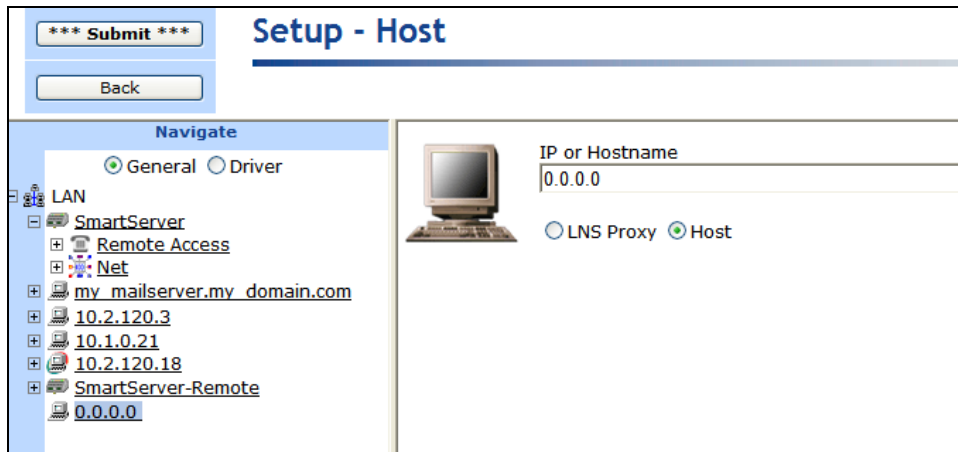 *** Submit ***
Setup - Host
Back
Navigate
General Driver
LAN
SmartServer
Remote Access
Net
my_mailserver.my_domain.com
10.2.120.3
10.1.0.21
10.2.120.18
SmartServer-Remote
0.0.0.0
IP or Hostname
0.0.0.0
LNS Proxy Host